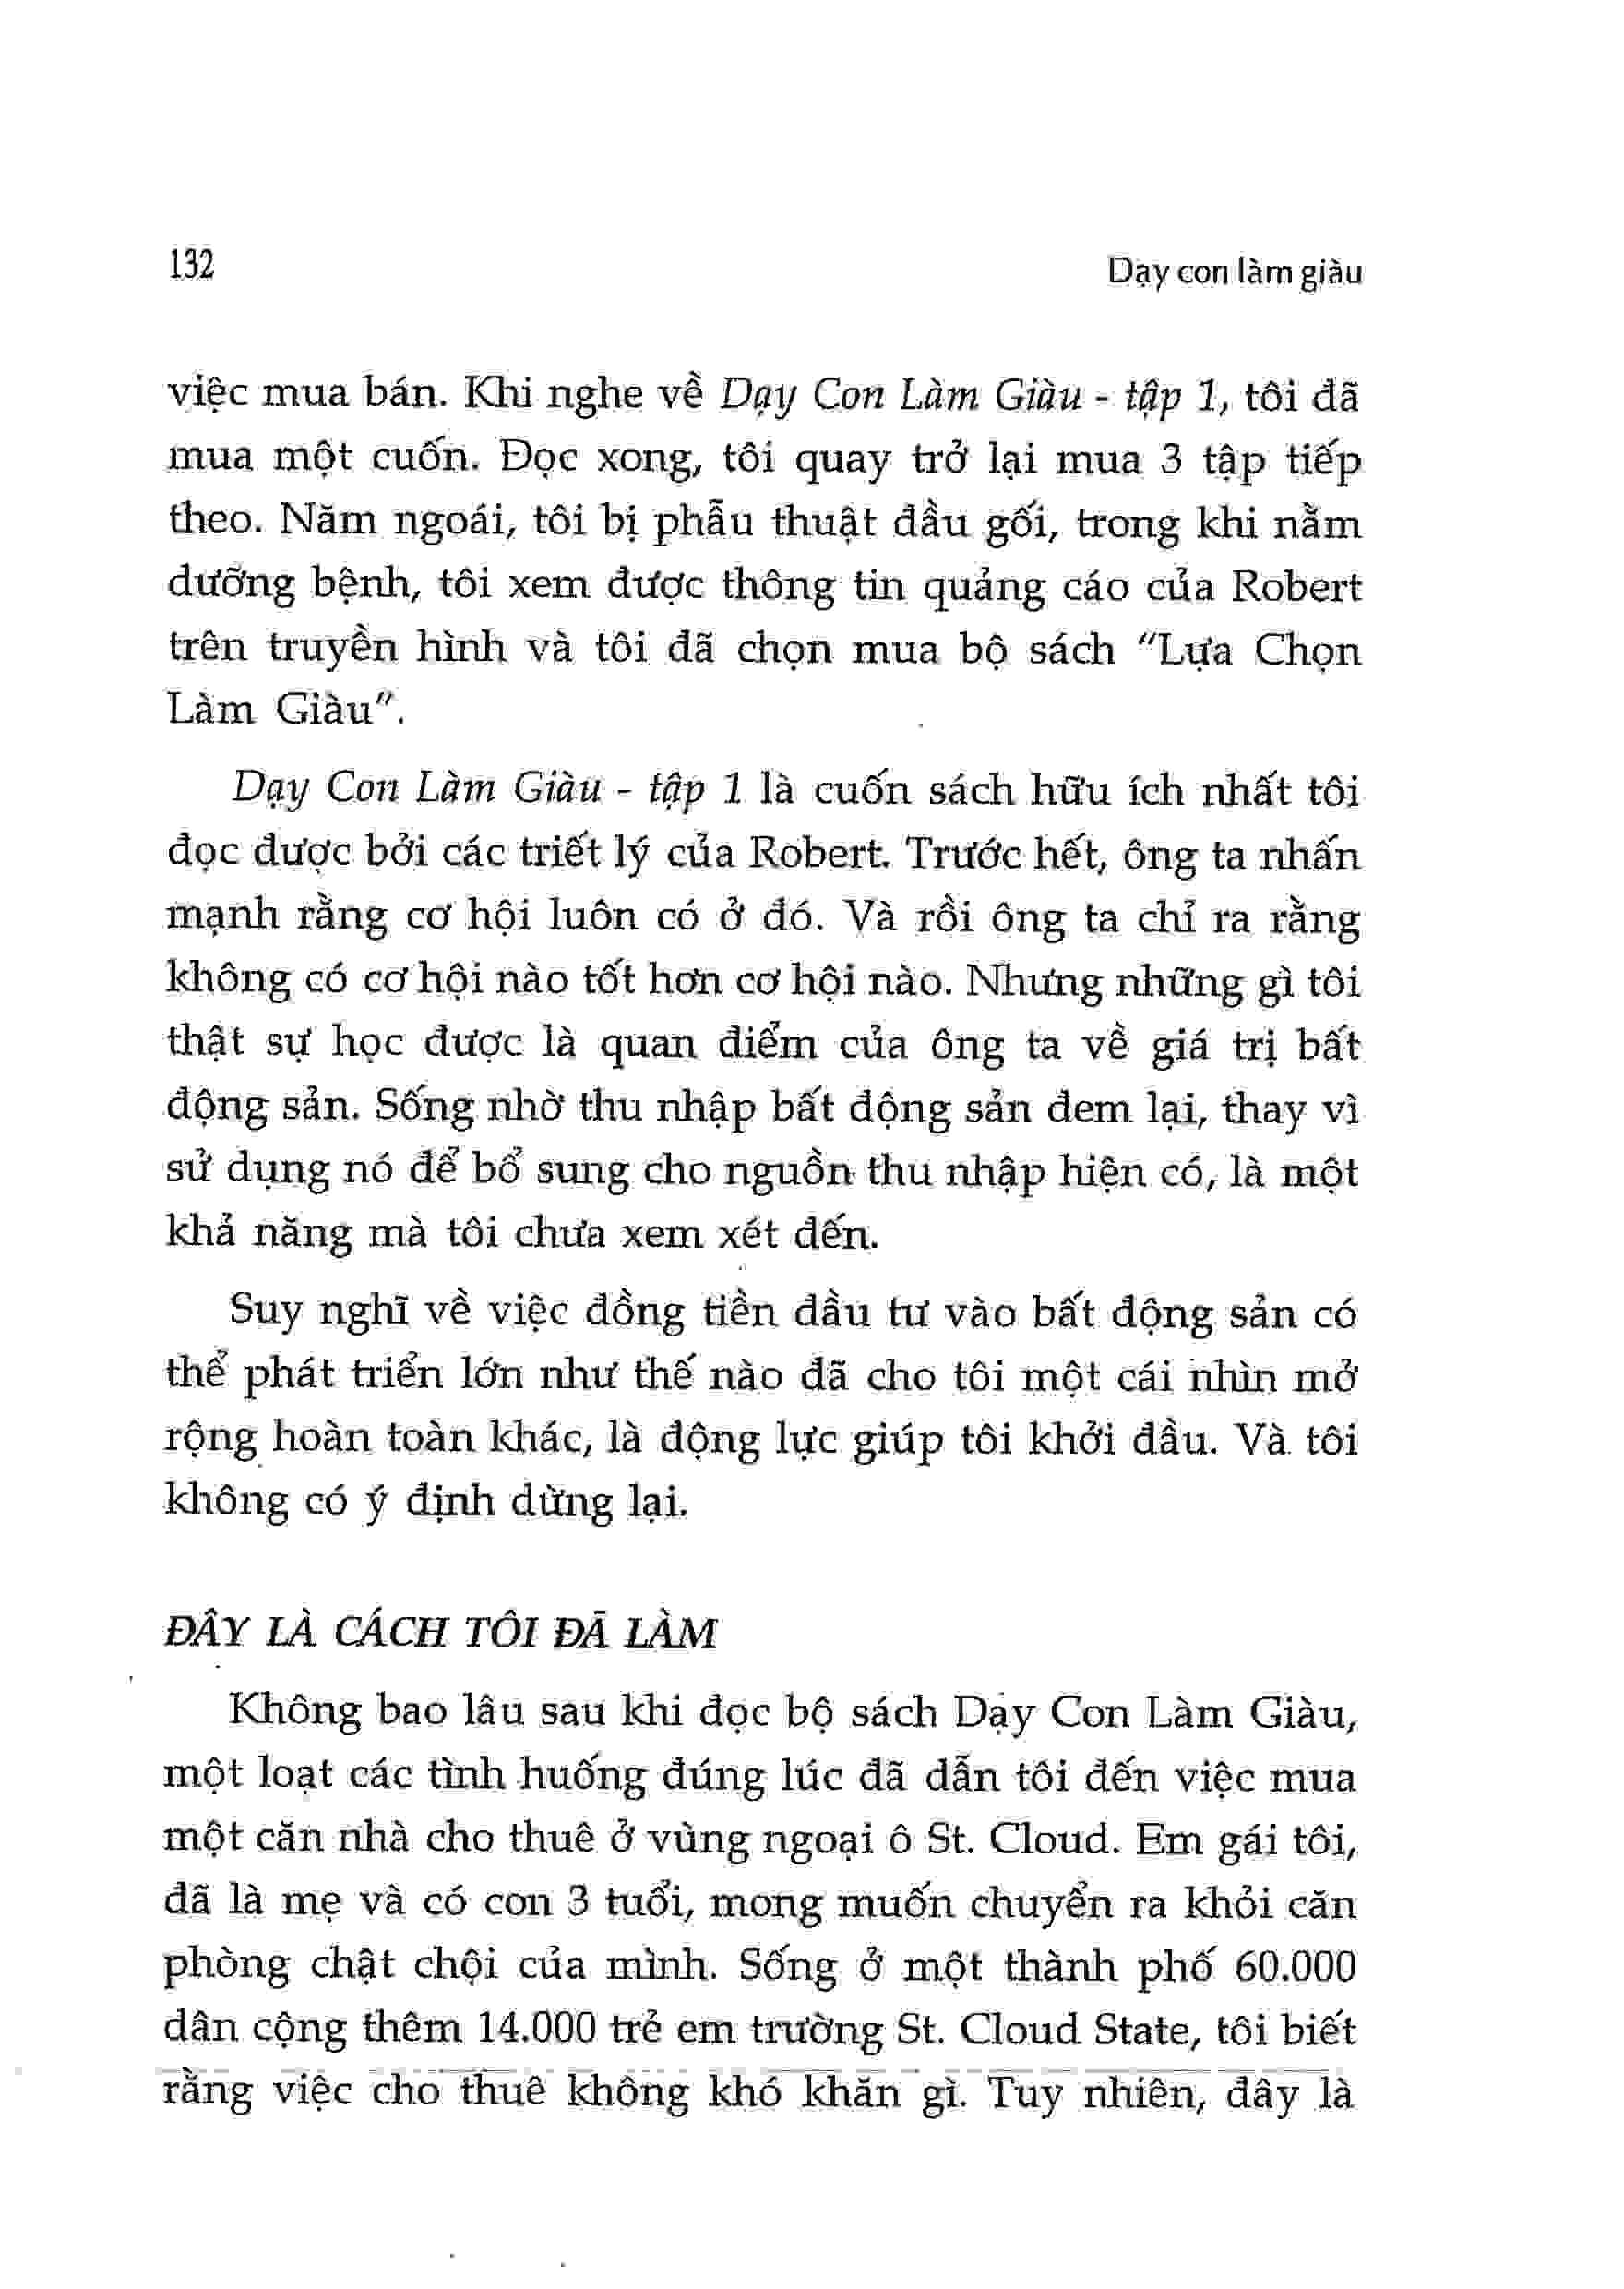 132
Dạy con làm giàu
việc mua bán. Khi nghe về Dạy Con Làm Giàu - tập 1, tôi đã
mua một cuốn. Đọc xong, tôi quay trở lại mua 3 tập tiếp
theo. Năm ngoái, tôi bị phẫu thuật đầu gối, trong khi nằm
dưỡng bệnh, tôi xem được thông tin quảng cáo của Robert
trên truyền hình và tôi đã chọn mua bộ sách "Lựa Chọn
Làm Giàu".
Dạy Con Làm Giàu - tập 1 là cuốn sách hữu ích nhất tôi
đọc được bởi các triết lý của Robert. Trước hết, ông ta nhấn
mạnh rằng cơ hội luôn có ở đó. Và rồi ông ta chỉ ra rằng
không có cơ hội nào tốt hơn cơ hội nào. Nhưng những gì tôi
thật sự học được là quan điểm của ông ta về giá trị bất
động sản. Sống nhờ thu nhập bất động sản đem lại, thay vì
sử dụng nó để bổ sung cho nguồn thu nhập hiện có, là một
khả năng mà tôi chưa xem xét đến.
Suy nghĩ về việc đồng tiền đầu tư vào bất động sản có
thể phát triển lớn như thế nào đã cho tôi một cái nhìn mở
rộng hoàn toàn khác, là động lực giúp tôi khởi đầu. Và tôi
không có ý định dừng lại.
ĐÂY LÀ CÁCH TÔI ĐÃ LÀM
Không bao lâu sau khi đọc bộ sách Dạy Con Làm Giàu,
một loạt các tình huống đúng lúc đã dẫn tôi đến việc mua
một căn nhà cho thuê ở vùng ngoại ô St. Cloud. Em gái tôi,
đã là mẹ và có con 3 tuổi, mong muốn chuyển ra khỏi căn
phòng chật chội của mình. Sống ở một thành phố 60.000
dân cộng thêm 14.000 trẻ em trường St. Cloud State, tôi biết
rằng việc cho thuê không khó khăn gì. Tuy nhiên, đây là